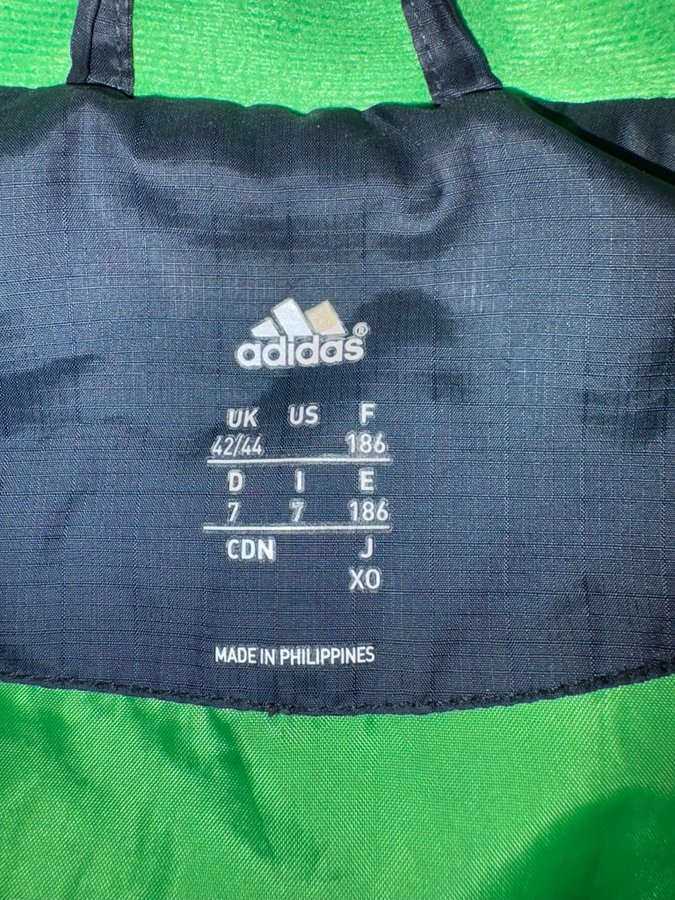 adidas®
UK US F
42/44 186
D I E
7 7 186
CDN J
XO
MADE IN PHILIPPINES